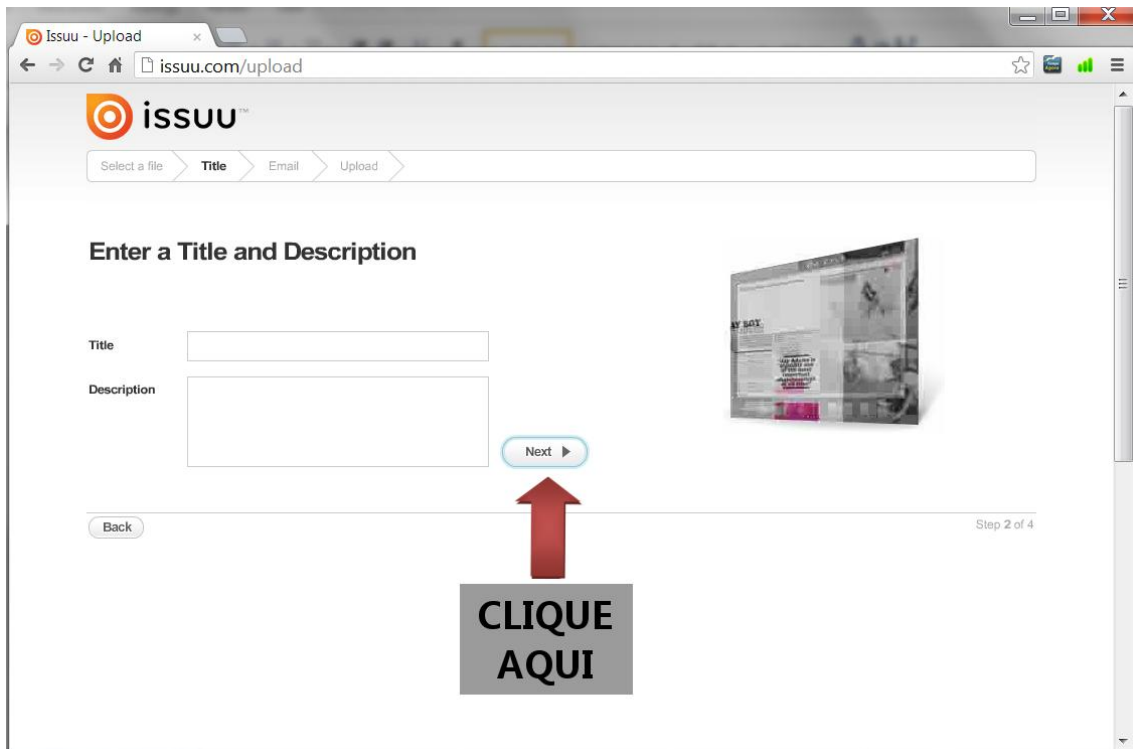 Issuu - Upload
issuu.com/upload
issuu™
Select a file Title Email Upload
Enter a Title and Description
Title
Description
Next
Back
Step 2 of 4
CLIQUE
AQUI